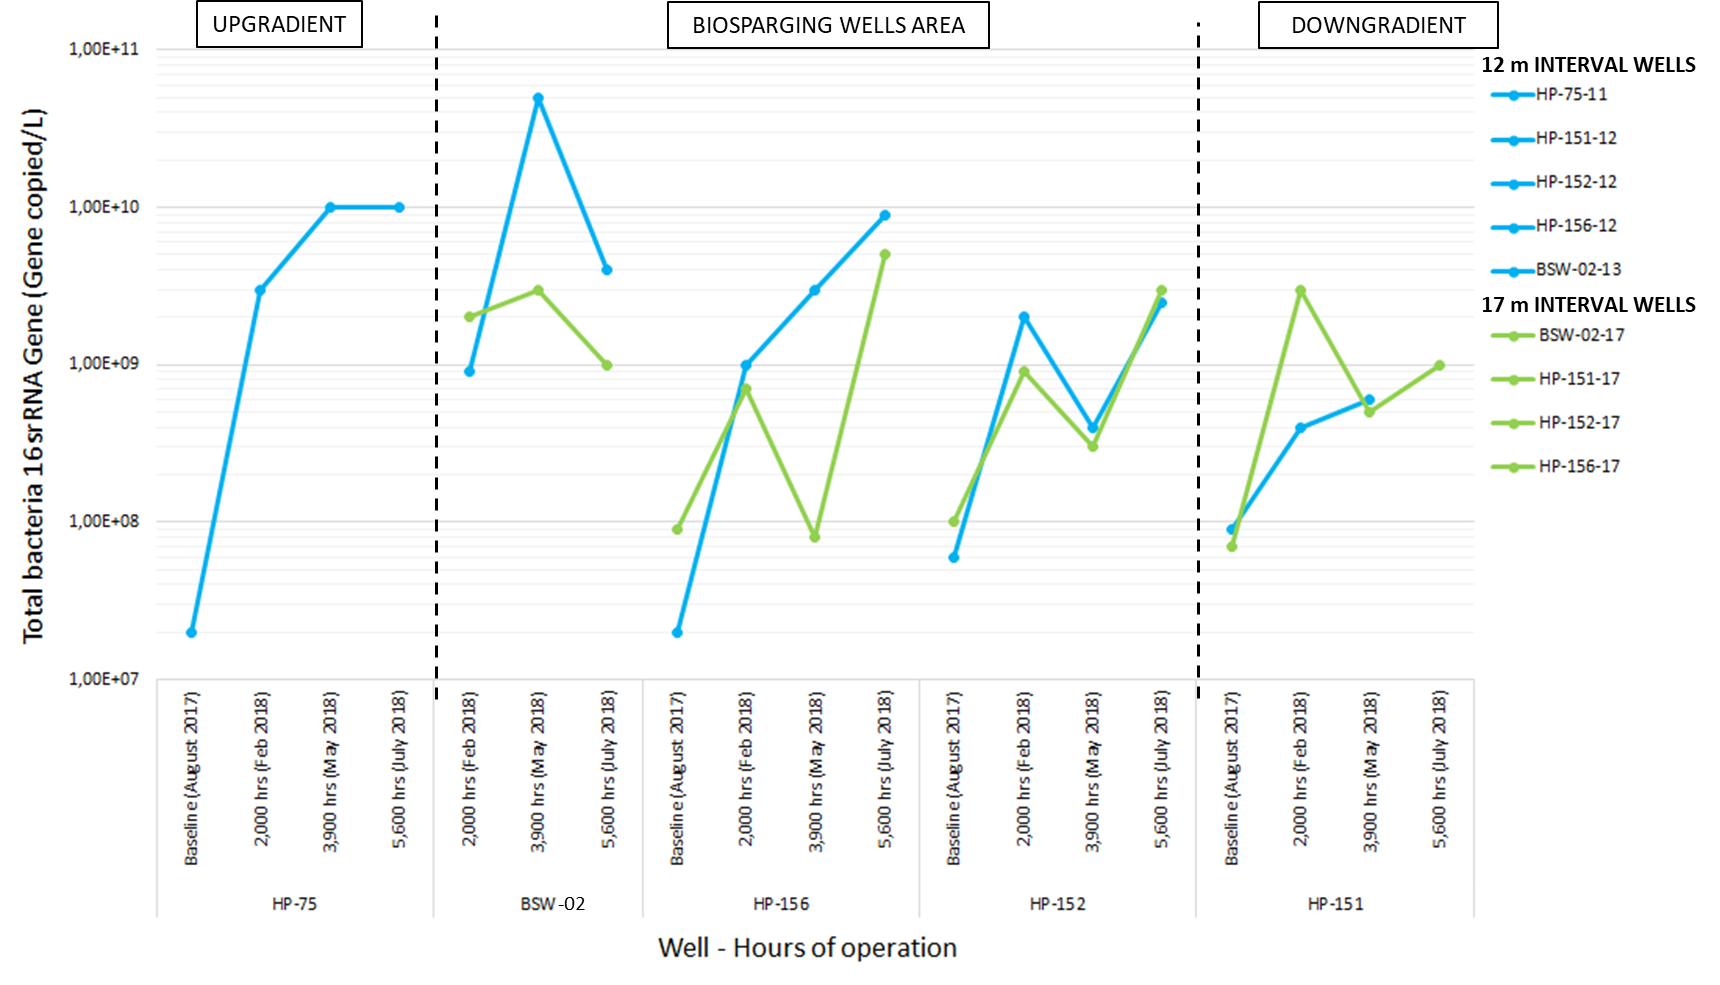 UPGRADIENT
BIOSPARGING WELLS AREA
DOWNGRADIENT
Total bacteria 16srRNA Gene (Gene copied/L)
1,00E+11
1,00E+10
1,00E+09
1,00E+08
1,00E+07
12 m INTERVAL WELLS
HP-75-11
HP-151-12
HP-152-12
HP-156-12
BSW-02-13
17 m INTERVAL WELLS
BSW-02-17
HP-151-17
HP-152-17
HP-156-17
Baseline (August 2017)
2,000 hrs (Feb 2018)
3,900 hrs (May 2018)
5,600 hrs (July 2018)
2,000 hrs (Feb 2018)
3,900 hrs (May 2018)
5,600 hrs (July 2018)
Baseline (August 2017)
2,000 hrs (Feb 2018)
3,900 hrs (May 2018)
5,600 hrs (July 2018)
Baseline (August 2017)
2,000 hrs (Feb 2018)
3,900 hrs (May 2018)
5,600 hrs (July 2018)
Baseline (August 2017)
2,000 hrs (Feb 2018)
3,900 hrs (May 2018)
5,600 hrs (July 2018)
HP-75
BSW-02
HP-156
HP-152
HP-151
Well - Hours of operation